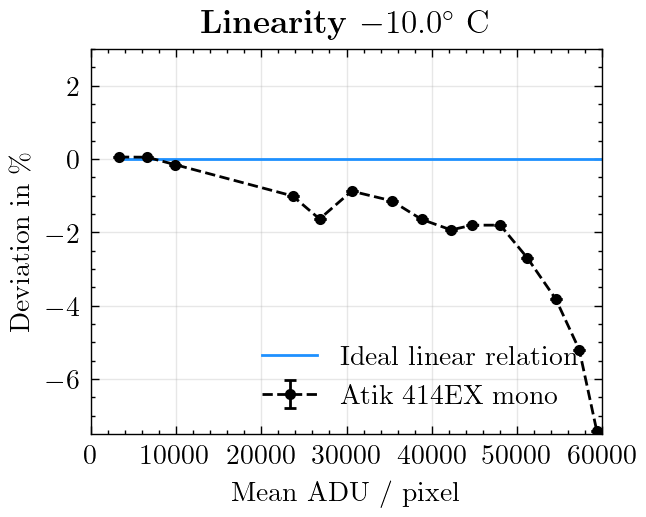 Linearity −10.0° C
2
0
−2
−4
−6
Deviation in %
Ideal linear relation
Atik 414EX mono
0 10000 20000 30000 40000 50000 60000
Mean ADU / pixel